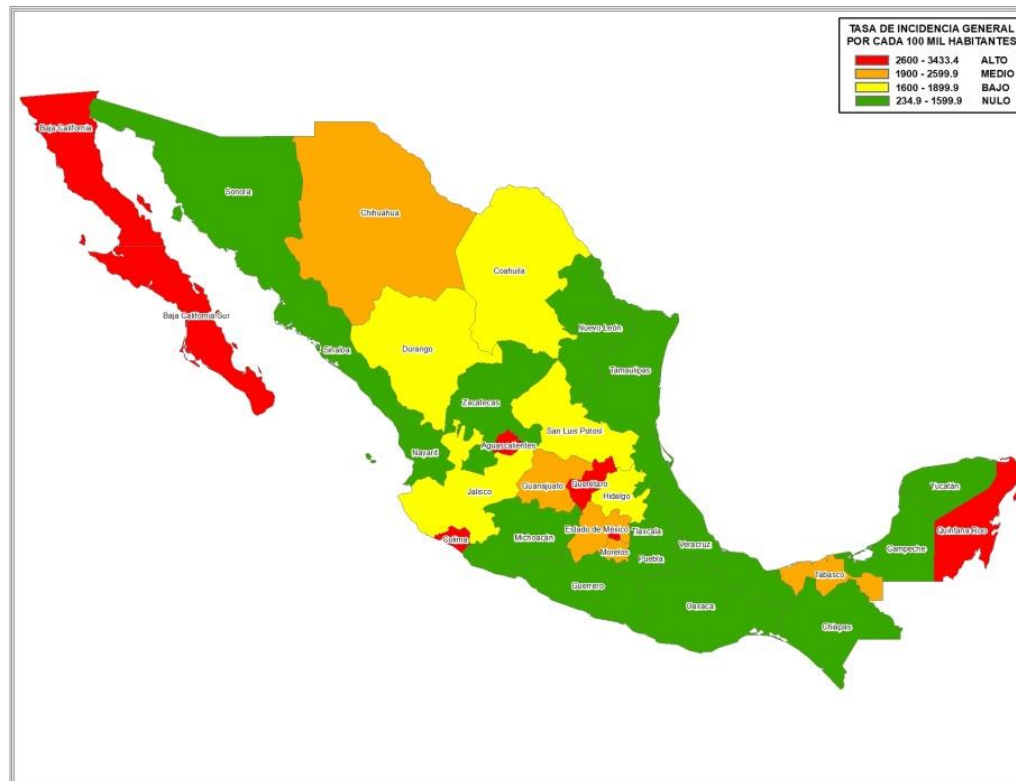 TASA DE INCIDENCIA GENERAL
POR CADA 100 MIL HABITANTES
2600 - 3433.4 ALTO
1900 - 2599.9 MEDIO
1600 - 1899.9 BAJO
234.9 - 1599.9 NULO
Baja California
Sonora
Chihuahua
Coahuila
Baja California Sur
Nuevo León
Sinaloa
Durango
Tamaulipas
Zacatecas
San Luis Potosí
Aguascalientes
Nayarit
Guanajuato
Querétaro
Yucatán
Jalisco
Hidalgo
Quintana Roo
Estado de México
Tlaxcala
Colima
Michoacán
Veracruz
Campeche
Morelos
Puebla
Tabasco
Guerrero
Oaxaca
Chiapas